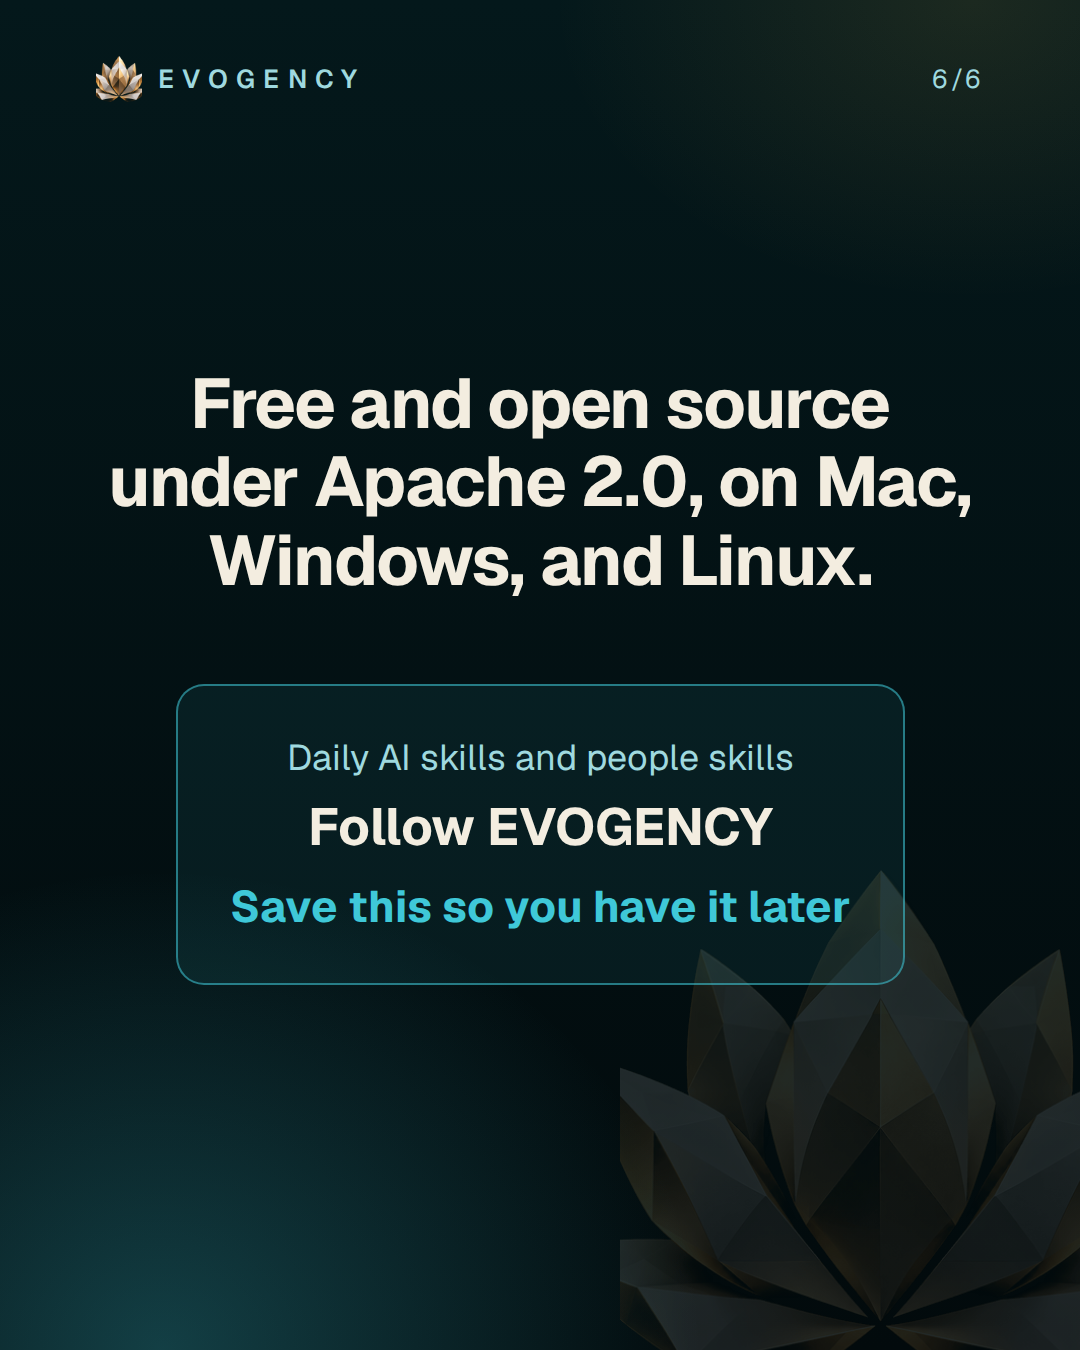 EVOGENCY
6/6
Free and open source
under Apache 2.0, on Mac,
Windows, and Linux.
Daily AI skills and people skills
Follow EVOGENCY
Save this so you have it later